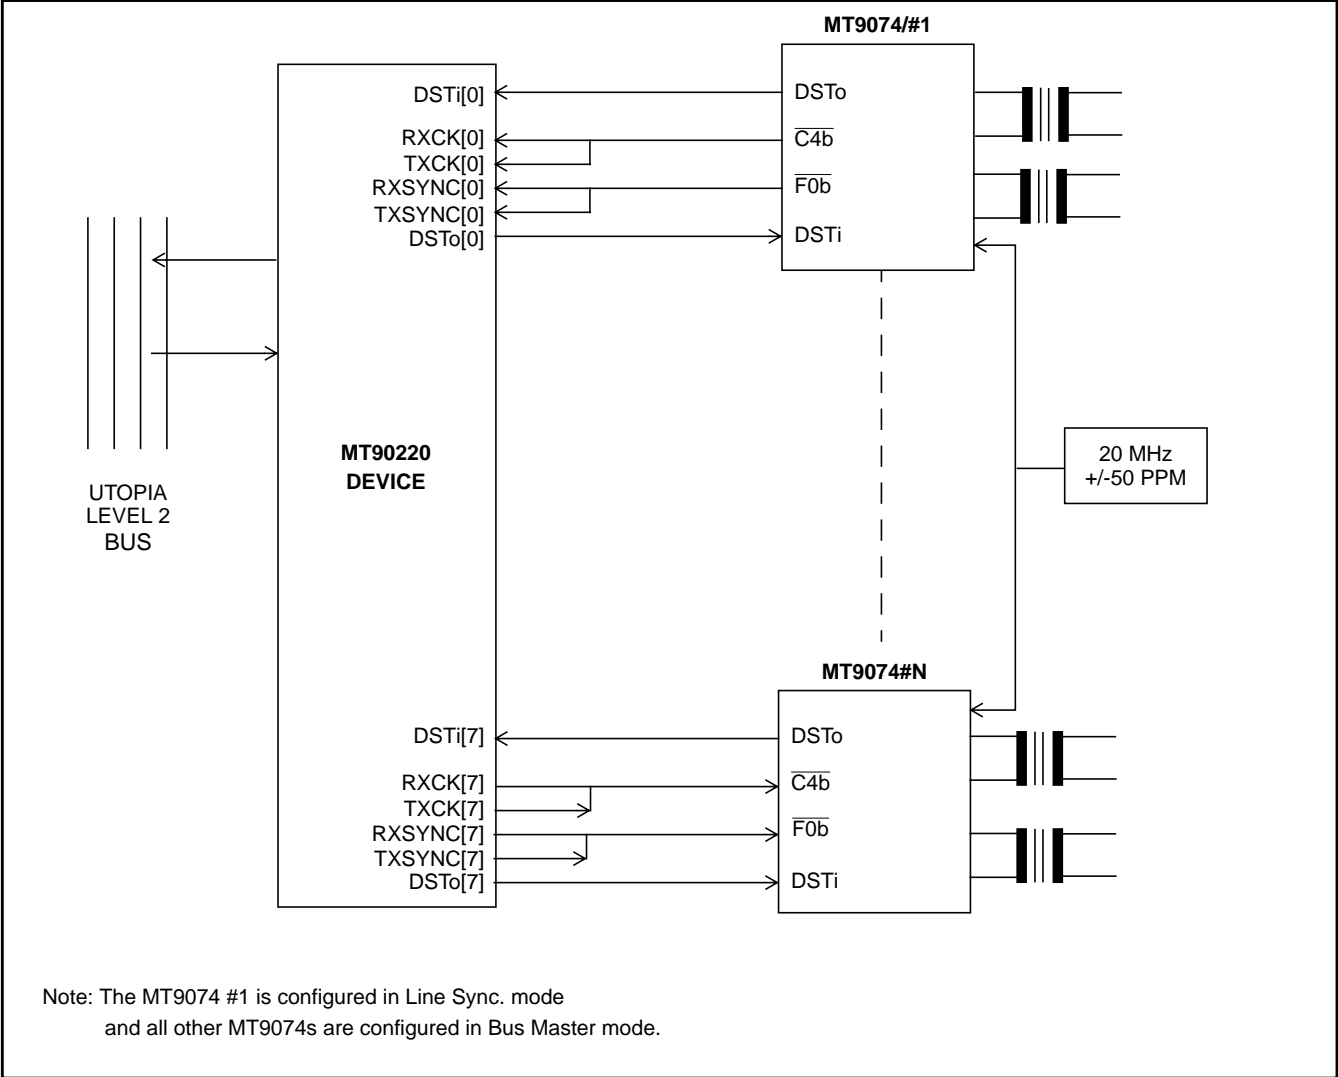 MT9074/#1
DSTi[0]
RXCK[0]
TXCK[0]
RXSYNC[0]
TXSYNC[0]
DSTo[0]
DSTo
C4b
F0b
DSTi
MT90220
DEVICE
UTOPIA
LEVEL 2
BUS
20 MHz
+/-50 PPM
MT9074#N
DSTi[7]
RXCK[7]
TXCK[7]
RXSYNC[7]
TXSYNC[7]
DSTo[7]
DSTo
C4b
F0b
DSTi
Note: The MT9074 #1 is configured in Line Sync. mode
and all other MT9074s are configured in Bus Master mode.